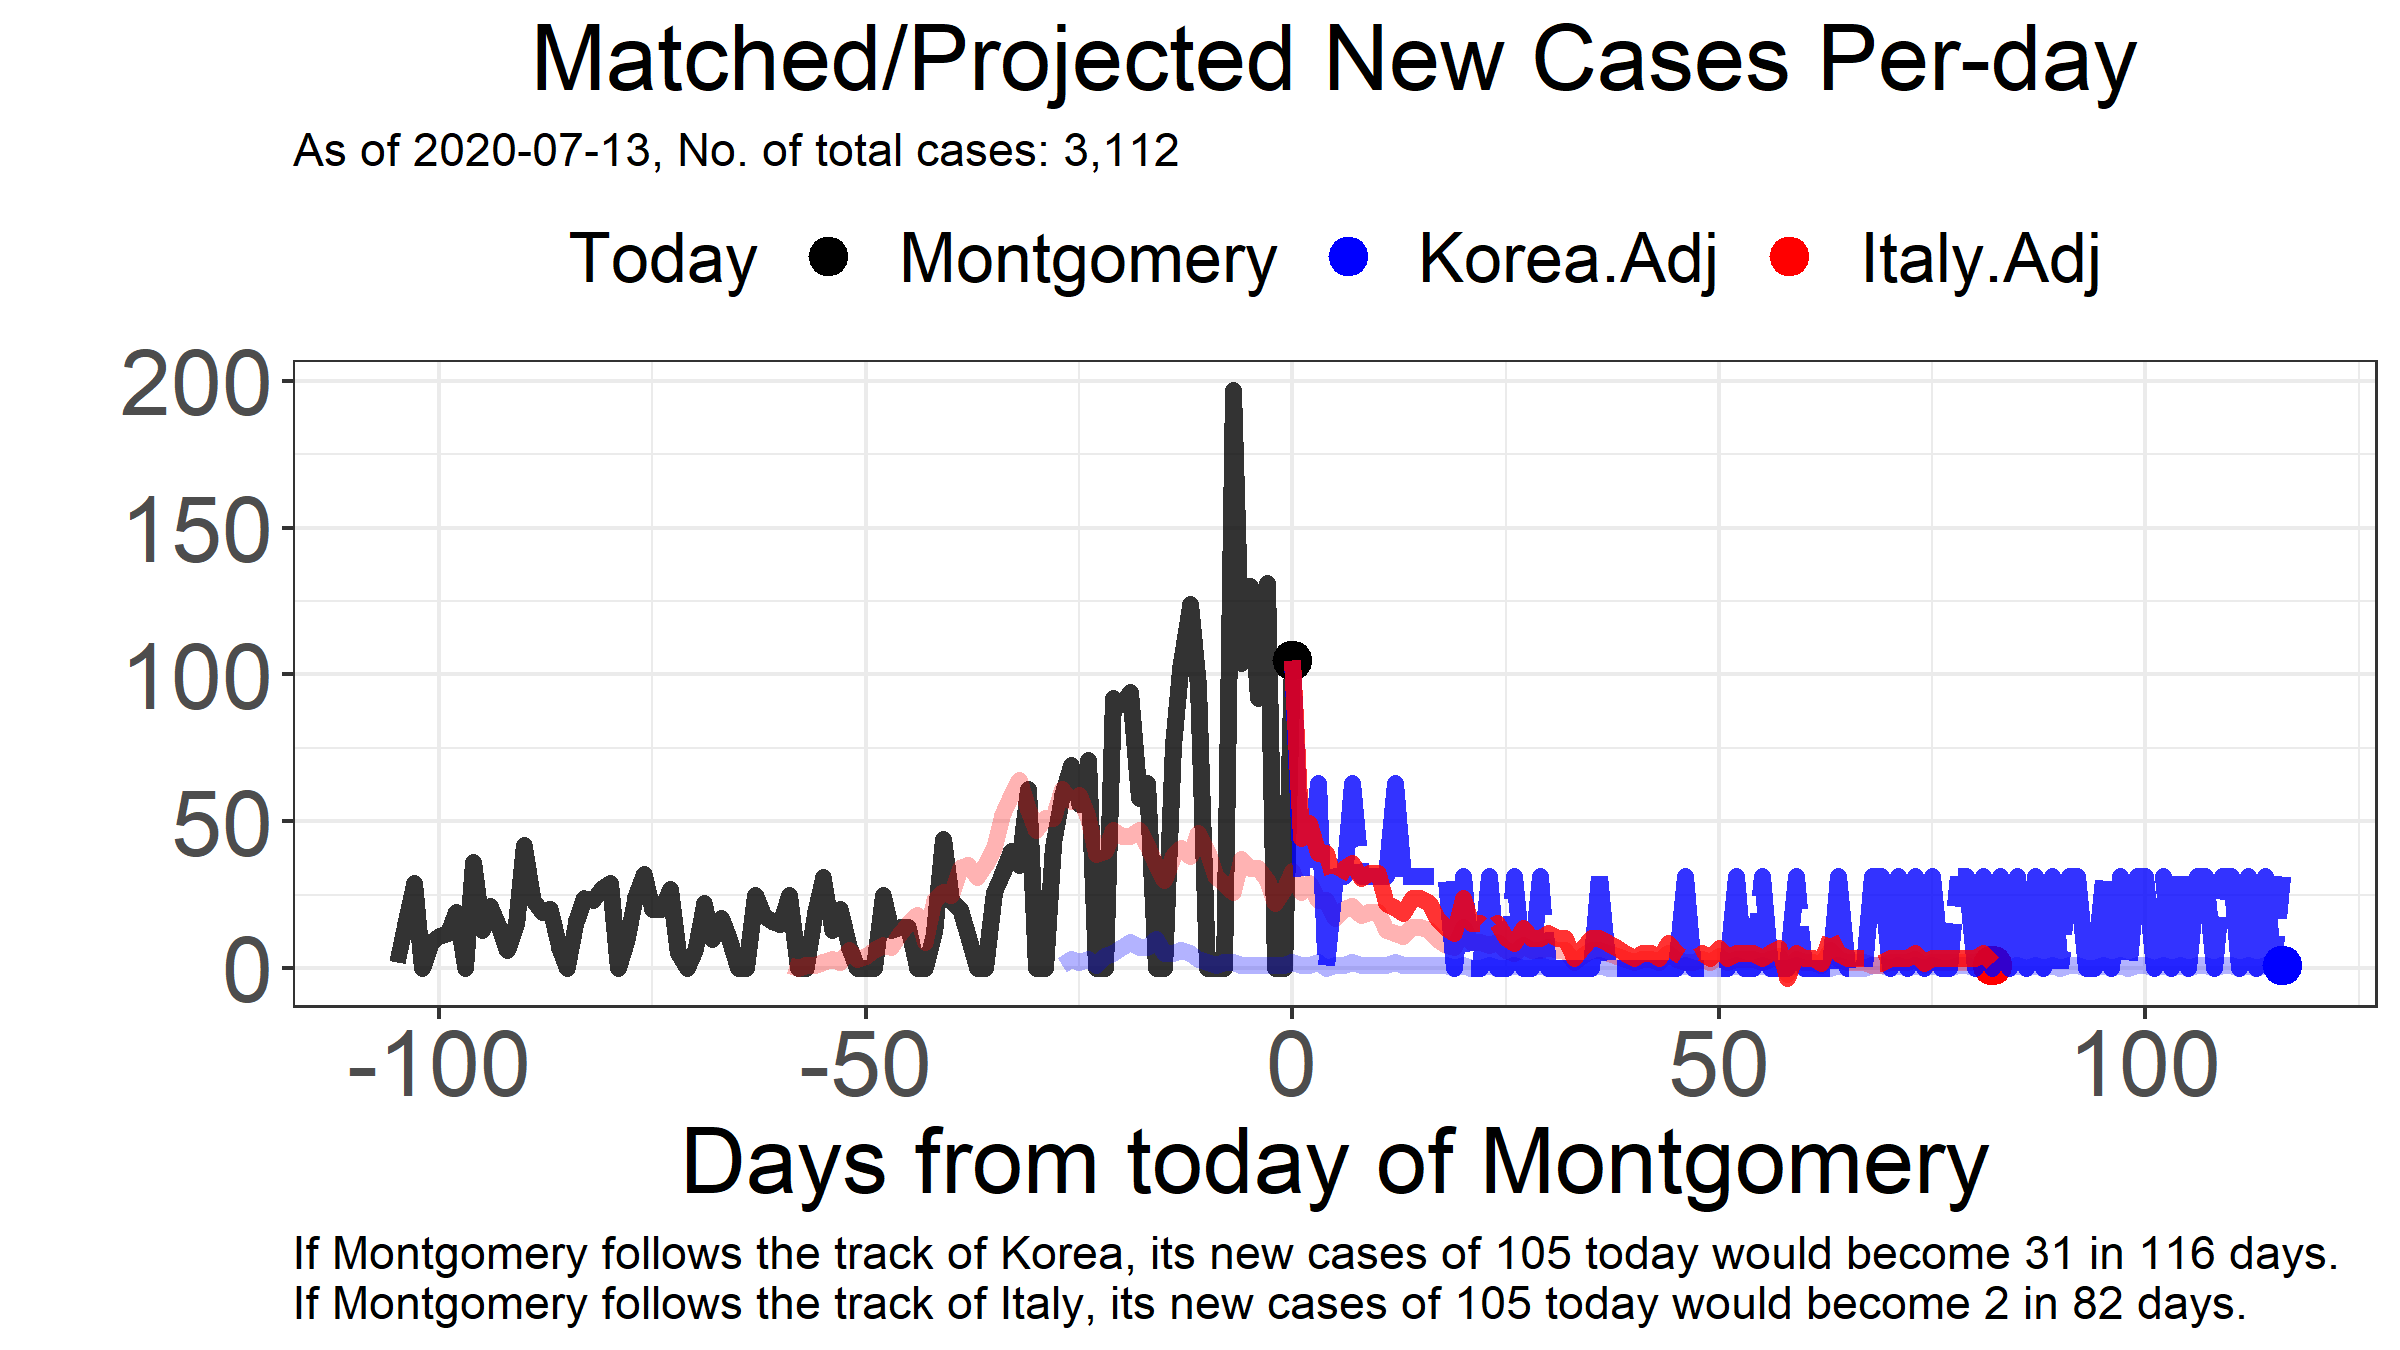 Matched/Projected New Cases Per-day
As of 2020-07-13, No. of total cases: 3,112
Today Montgomery Korea.Adj Italy.Adj
200
150
100
50
0
-100 -50 0 50 100
Days from today of Montgomery
If Montgomery follows the track of Korea, its new cases of 105 today would become 31 in 116 days.
If Montgomery follows the track of Italy, its new cases of 105 today would become 2 in 82 days.